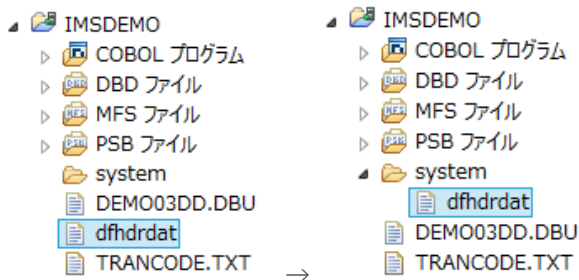 IMSDEMO
COBOL プログラム
DBD ファイル
MFS ファイル
PSB ファイル
system
DEMO03DD.DBU
dfhdrdat
TRANCODE.TXT
→
IMSDEMO
COBOL プログラム
DBD ファイル
MFS ファイル
PSB ファイル
system
dfhdrdat
DEMO03DD.DBU
TRANCODE.TXT